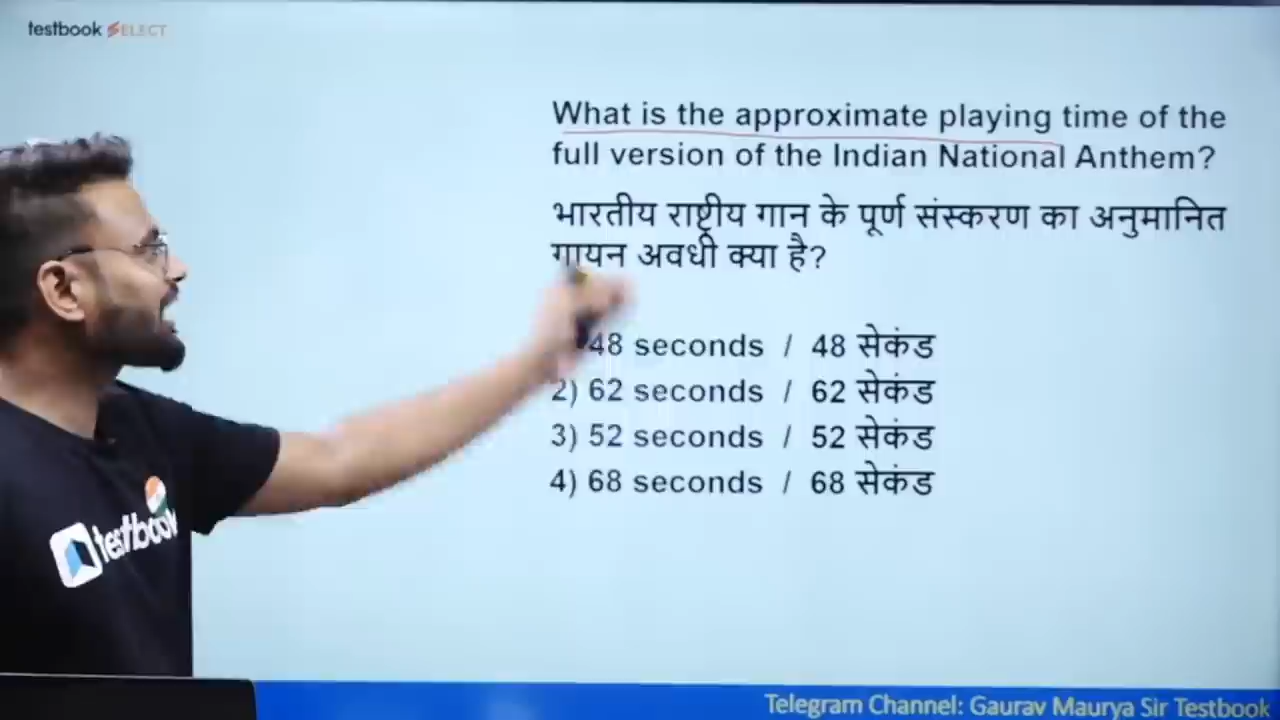 testbook SELECT
What is the approximate playing time of the
full version of the Indian National Anthem?
भारतीय राष्ट्रीय गान के पूर्ण संस्करण का अनुमानित
गायन अवधी क्या है?
48 seconds / 48 सेकंड
2) 62 seconds / 62 सेकंड
3) 52 seconds / 52 सेकंड
4) 68 seconds / 68 सेकंड
testbook
Telegram Channel: Gaurav Maurya Sir Testbook